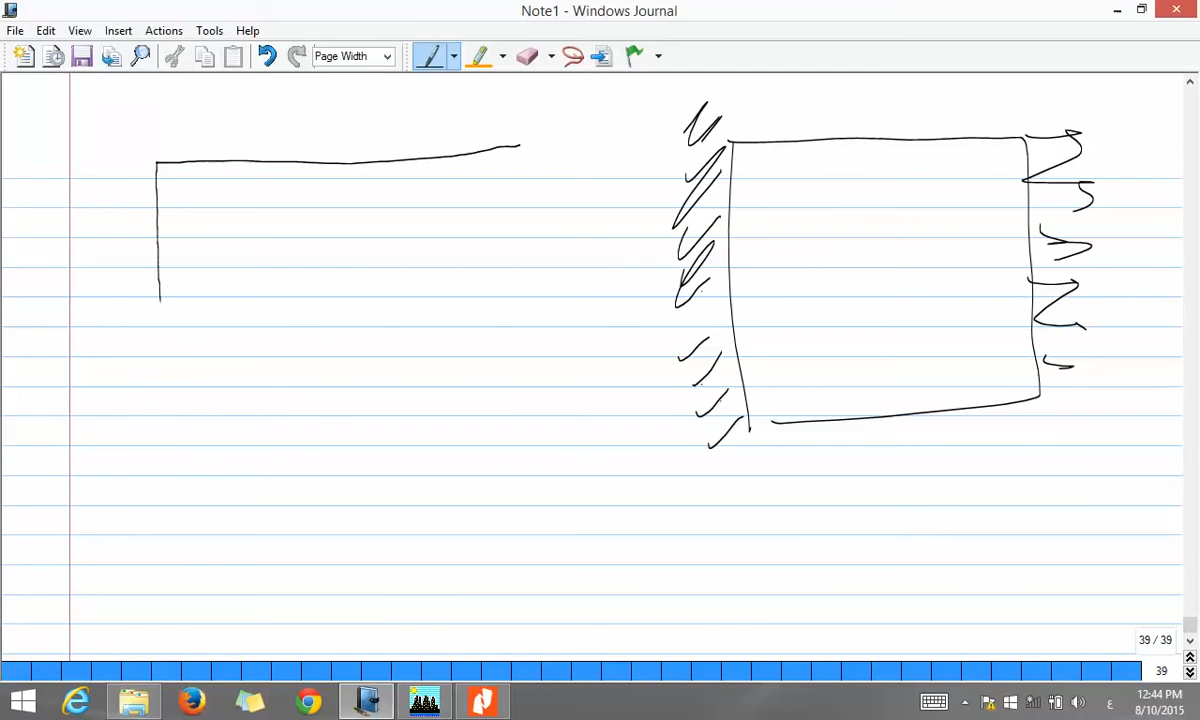 Note1 - Windows Journal
File Edit View Insert Actions Tools Help
Page Width
39 / 39
39
ع
12:44 PM
8/10/2015